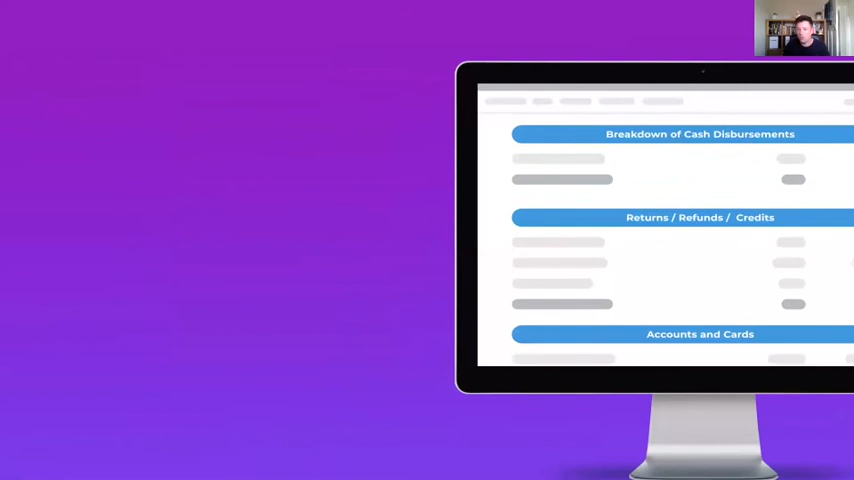 Breakdown of Cash Disbursements
Returns / Refunds / Credits
Accounts and Cards